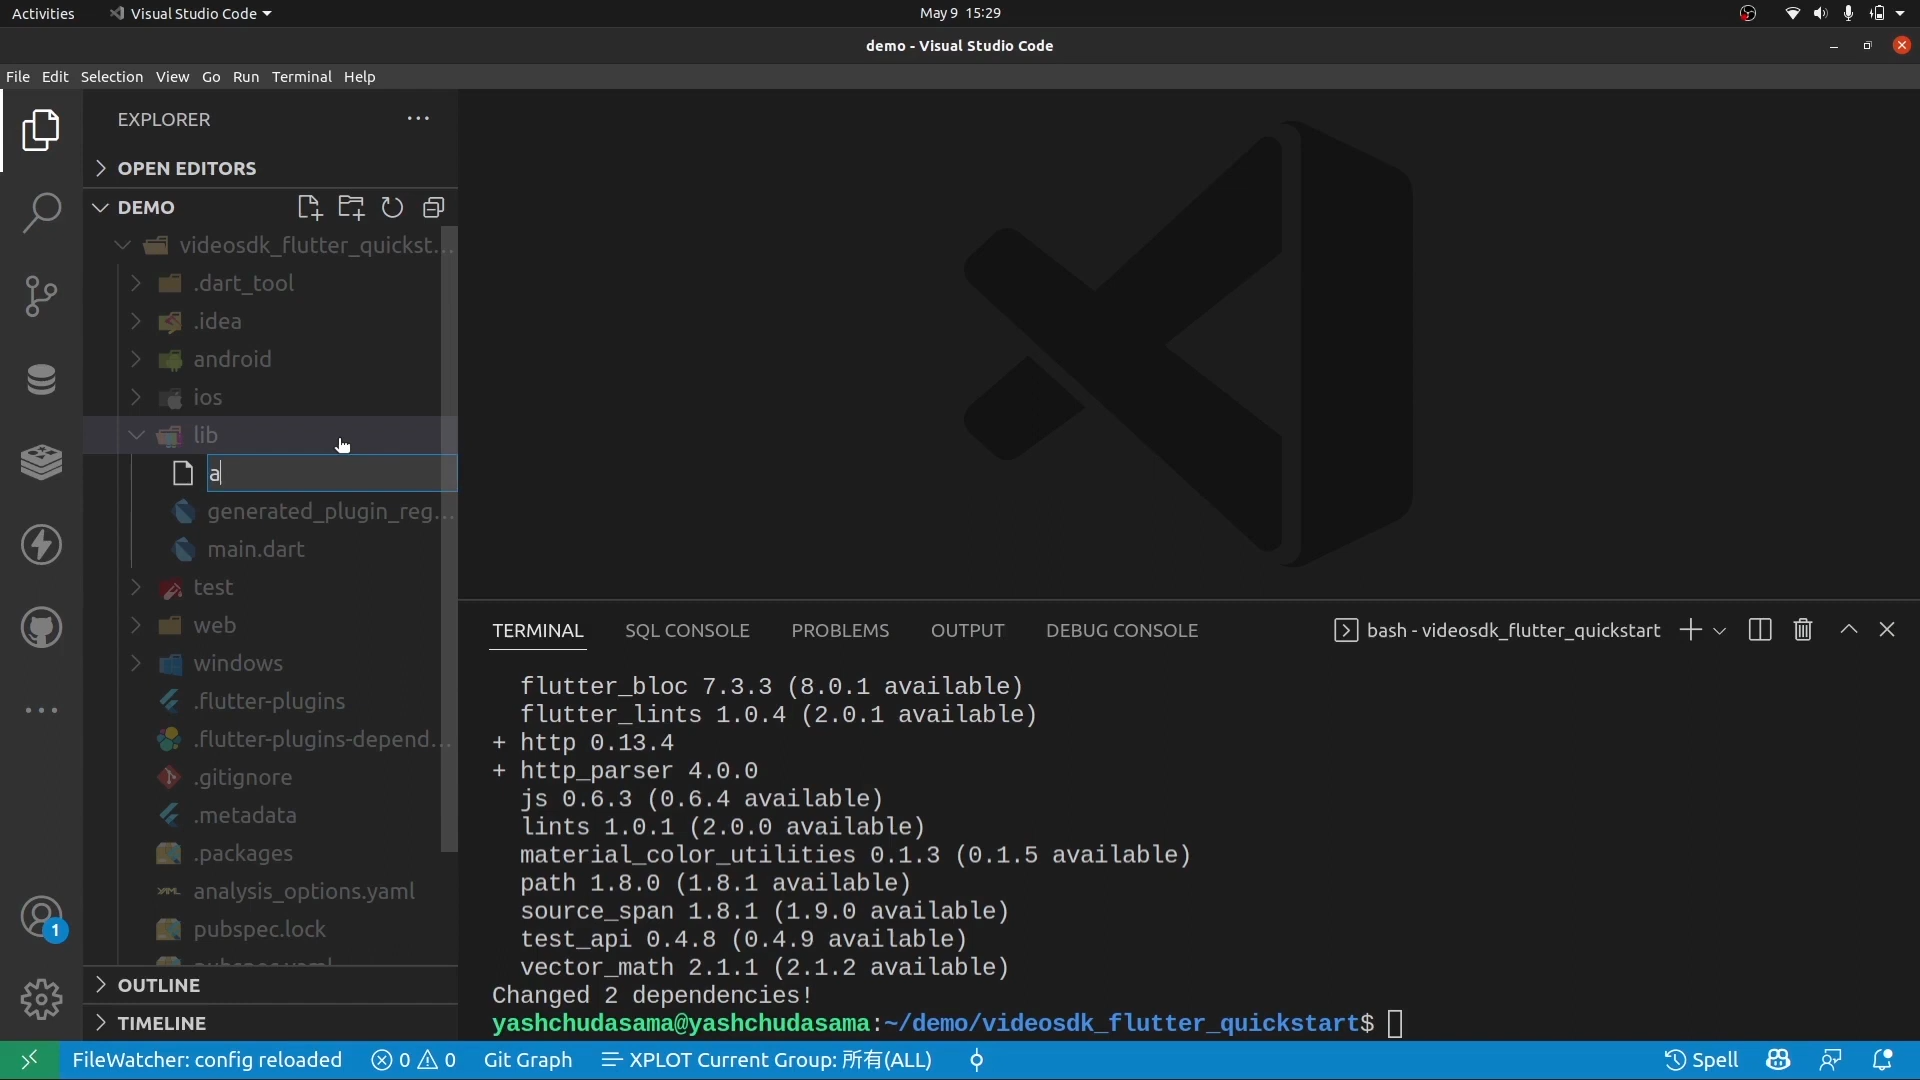 Activities Visual Studio Code May 9 15:29
demo - Visual Studio Code
File Edit Selection View Go Run Terminal Help
EXPLORER ...
OPEN EDITORS
DEMO
videosdk_flutter_quickst...
.dart_tool
.idea
android
ios
lib
a
generated_plugin_reg...
main.dart
test
web
windows
.flutter-plugins
.flutter-plugins-depend...
.gitignore
.metadata
.packages
analysis_options.yaml
pubspec.lock
pubspec.yaml
OUTLINE
TIMELINE
1
TERMINAL SQL CONSOLE PROBLEMS OUTPUT DEBUG CONSOLE bash - videosdk_flutter_quickstart
flutter_bloc 7.3.3 (8.0.1 available)
flutter_lints 1.0.4 (2.0.1 available)
+ http 0.13.4
+ http_parser 4.0.0
js 0.6.3 (0.6.4 available)
lints 1.0.1 (2.0.0 available)
material_color_utilities 0.1.3 (0.1.5 available)
path 1.8.0 (1.8.1 available)
source_span 1.8.1 (1.9.0 available)
test_api 0.4.8 (0.4.9 available)
vector_math 2.1.1 (2.1.2 available)
Changed 2 dependencies!
yashchudasama@yashchudasama:~/demo/videosdk_flutter_quickstart$
FileWatcher: config reloaded 0 0 Git Graph XPLOT Current Group: 所有(ALL) Spell